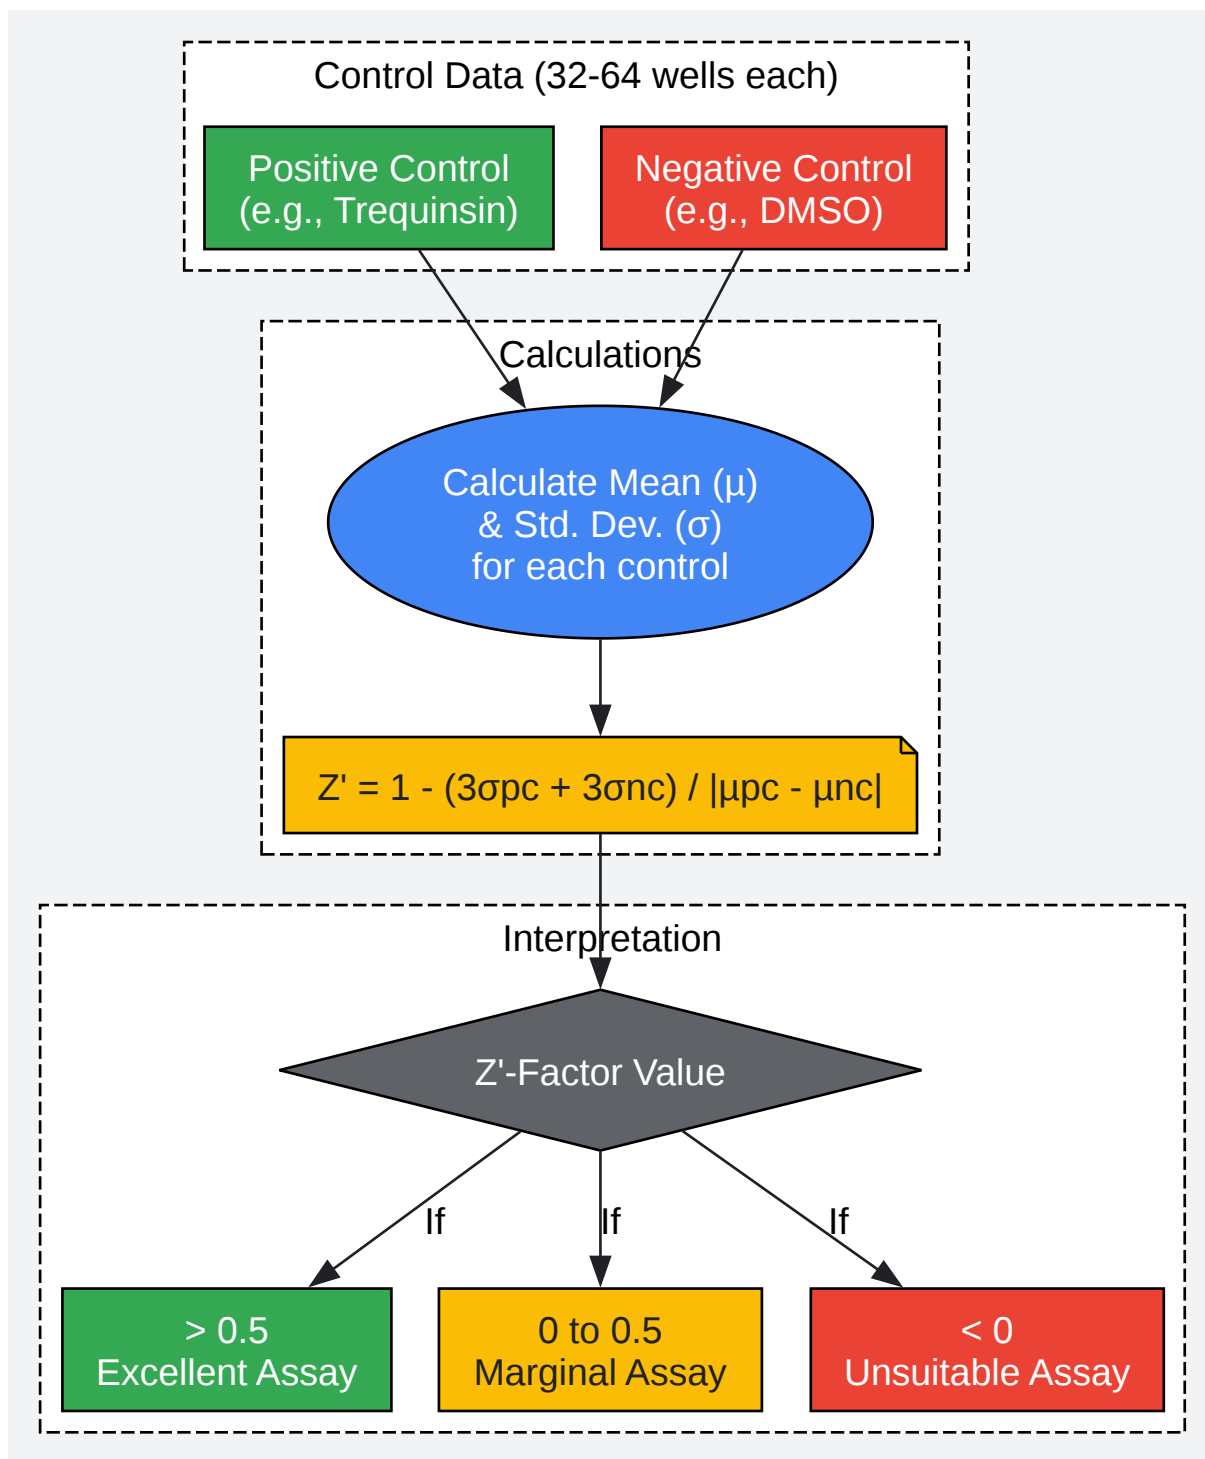 Control Data (32-64 wells each)
Positive Control
(e.g., Trequinsin)
Negative Control
(e.g., DMSO)
Calculations
Calculate Mean (µ)
& Std. Dev. (σ)
for each control
Z' = 1 - (3σpc + 3σnc) / |µpc - µnc|
Interpretation
Z'-Factor Value
If
If
If
> 0.5
Excellent Assay
0 to 0.5
Marginal Assay
< 0
Unsuitable Assay